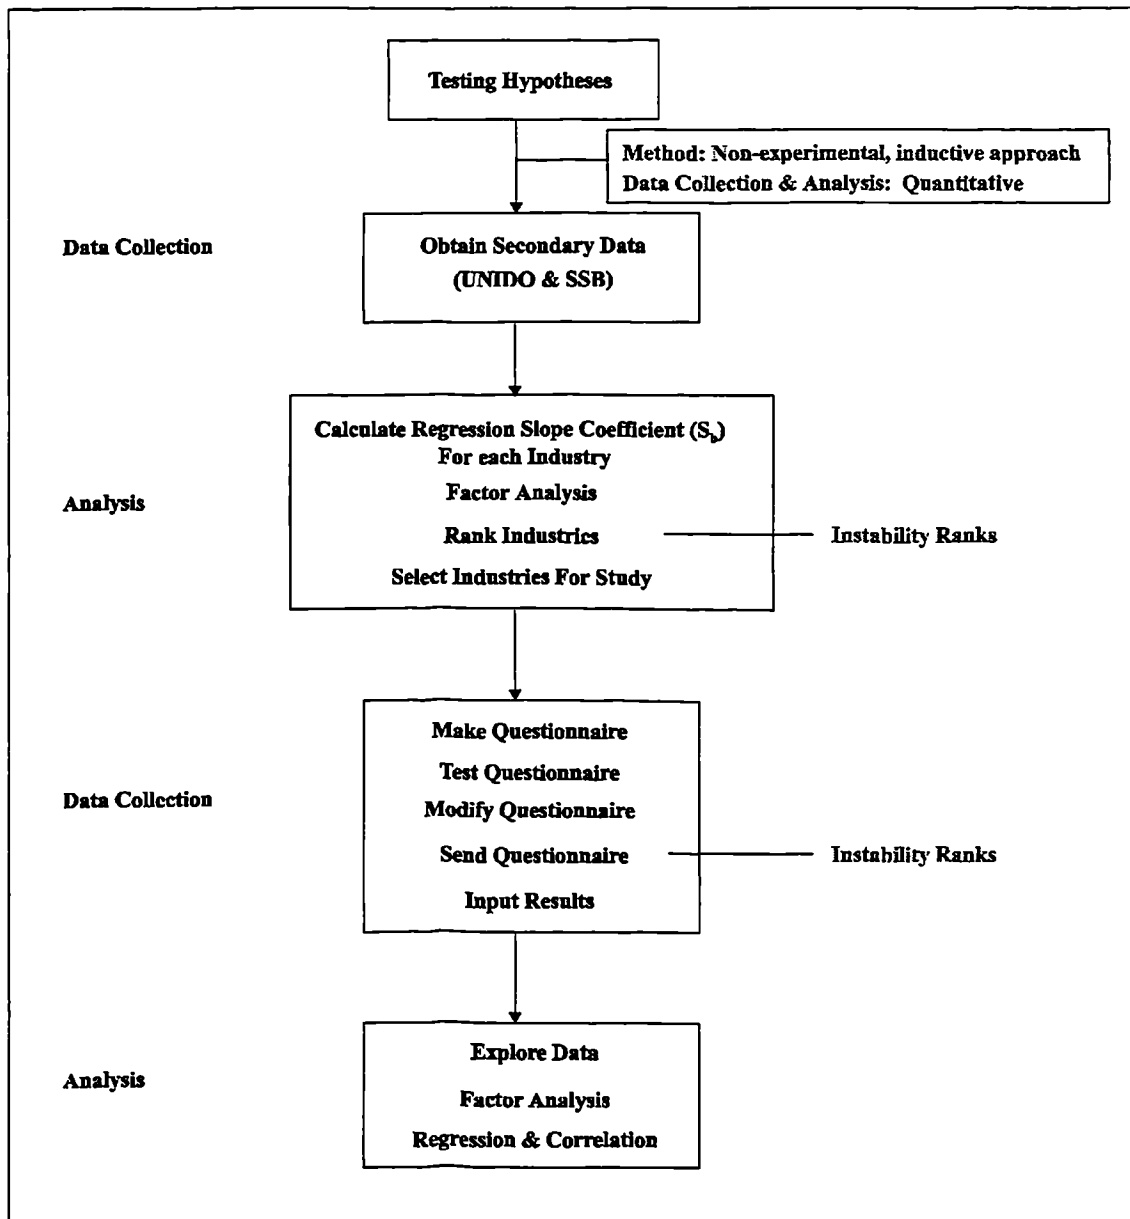 Testing Hypotheses
Method: Non-experimental, inductive approach
Data Collection & Analysis: Quantitative
Data Collection
Obtain Secondary Data
(UNIDO & SSB)
Calculate Regression Slope Coefficient (S_b)
For each Industry
Analysis
Factor Analysis
Rank Industries
Instability Ranks
Select Industries For Study
Make Questionnaire
Test Questionnaire
Data Collection
Modify Questionnaire
Send Questionnaire
Instability Ranks
Input Results
Explore Data
Analysis
Factor Analysis
Regression & Correlation